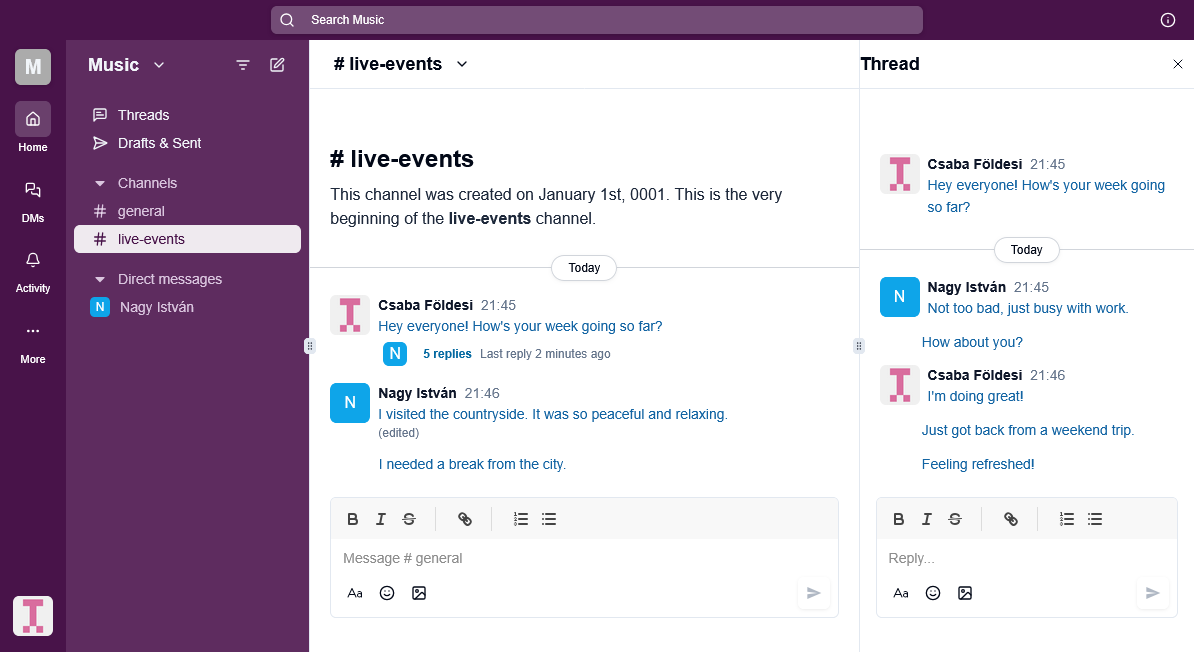 Search Music
M
Home
DMs
Activity
More
Music
Threads
Drafts & Sent
Channels
# general
# live-events
Direct messages
N Nagy István
# live-events
# live-events
This channel was created on January 1st, 0001. This is the very
beginning of the live-events channel.
Today
Csaba Földesi 21:45
Hey everyone! How's your week going so far?
N 5 replies Last reply 2 minutes ago
N
Nagy István 21:46
I visited the countryside. It was so peaceful and relaxing.
(edited)
I needed a break from the city.
B I S
Message # general
Aa
Thread
Csaba Földesi 21:45
Hey everyone! How's your week going
so far?
Today
N
Nagy István 21:45
Not too bad, just busy with work.
How about you?
Csaba Földesi 21:46
I'm doing great!
Just got back from a weekend trip.
Feeling refreshed!
B I S
Reply...
Aa